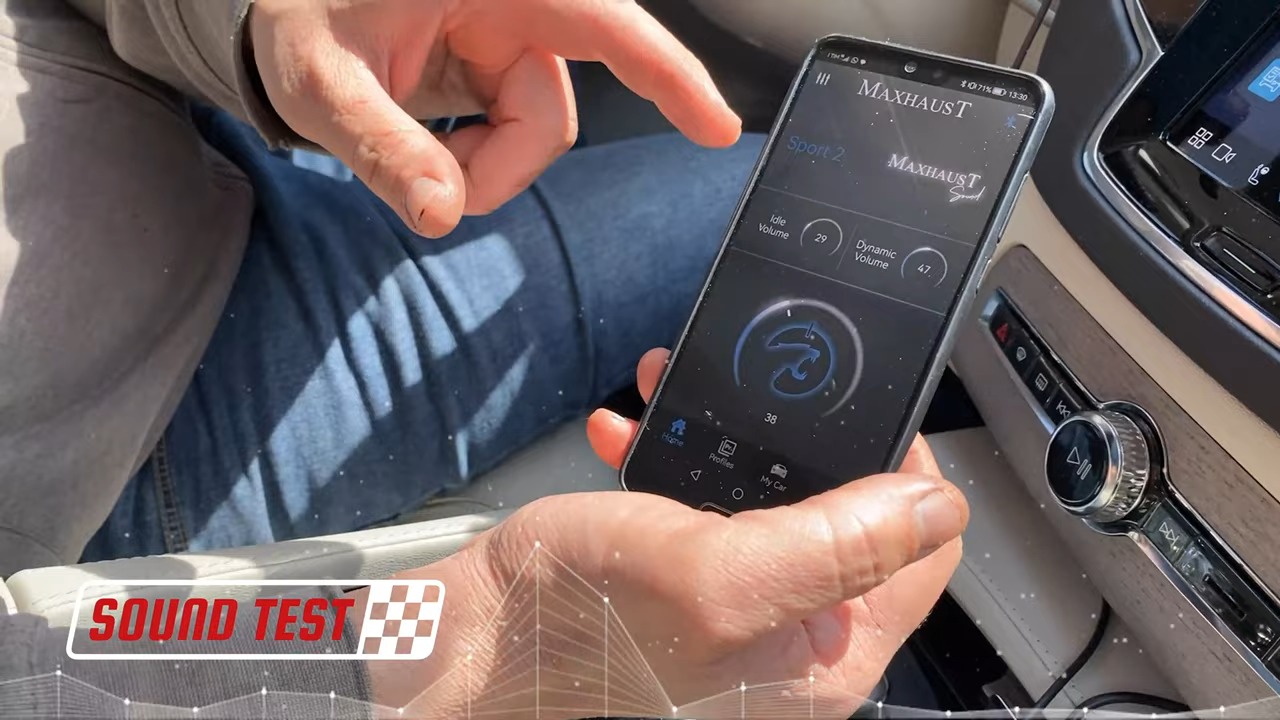 71% 13:30
MAXHAUST
Sport 2
MAXHAUST
Sound
Idle
Volume
29
Dynamic
Volume
47
38
Home
Profiles
My Car
SOUND TEST